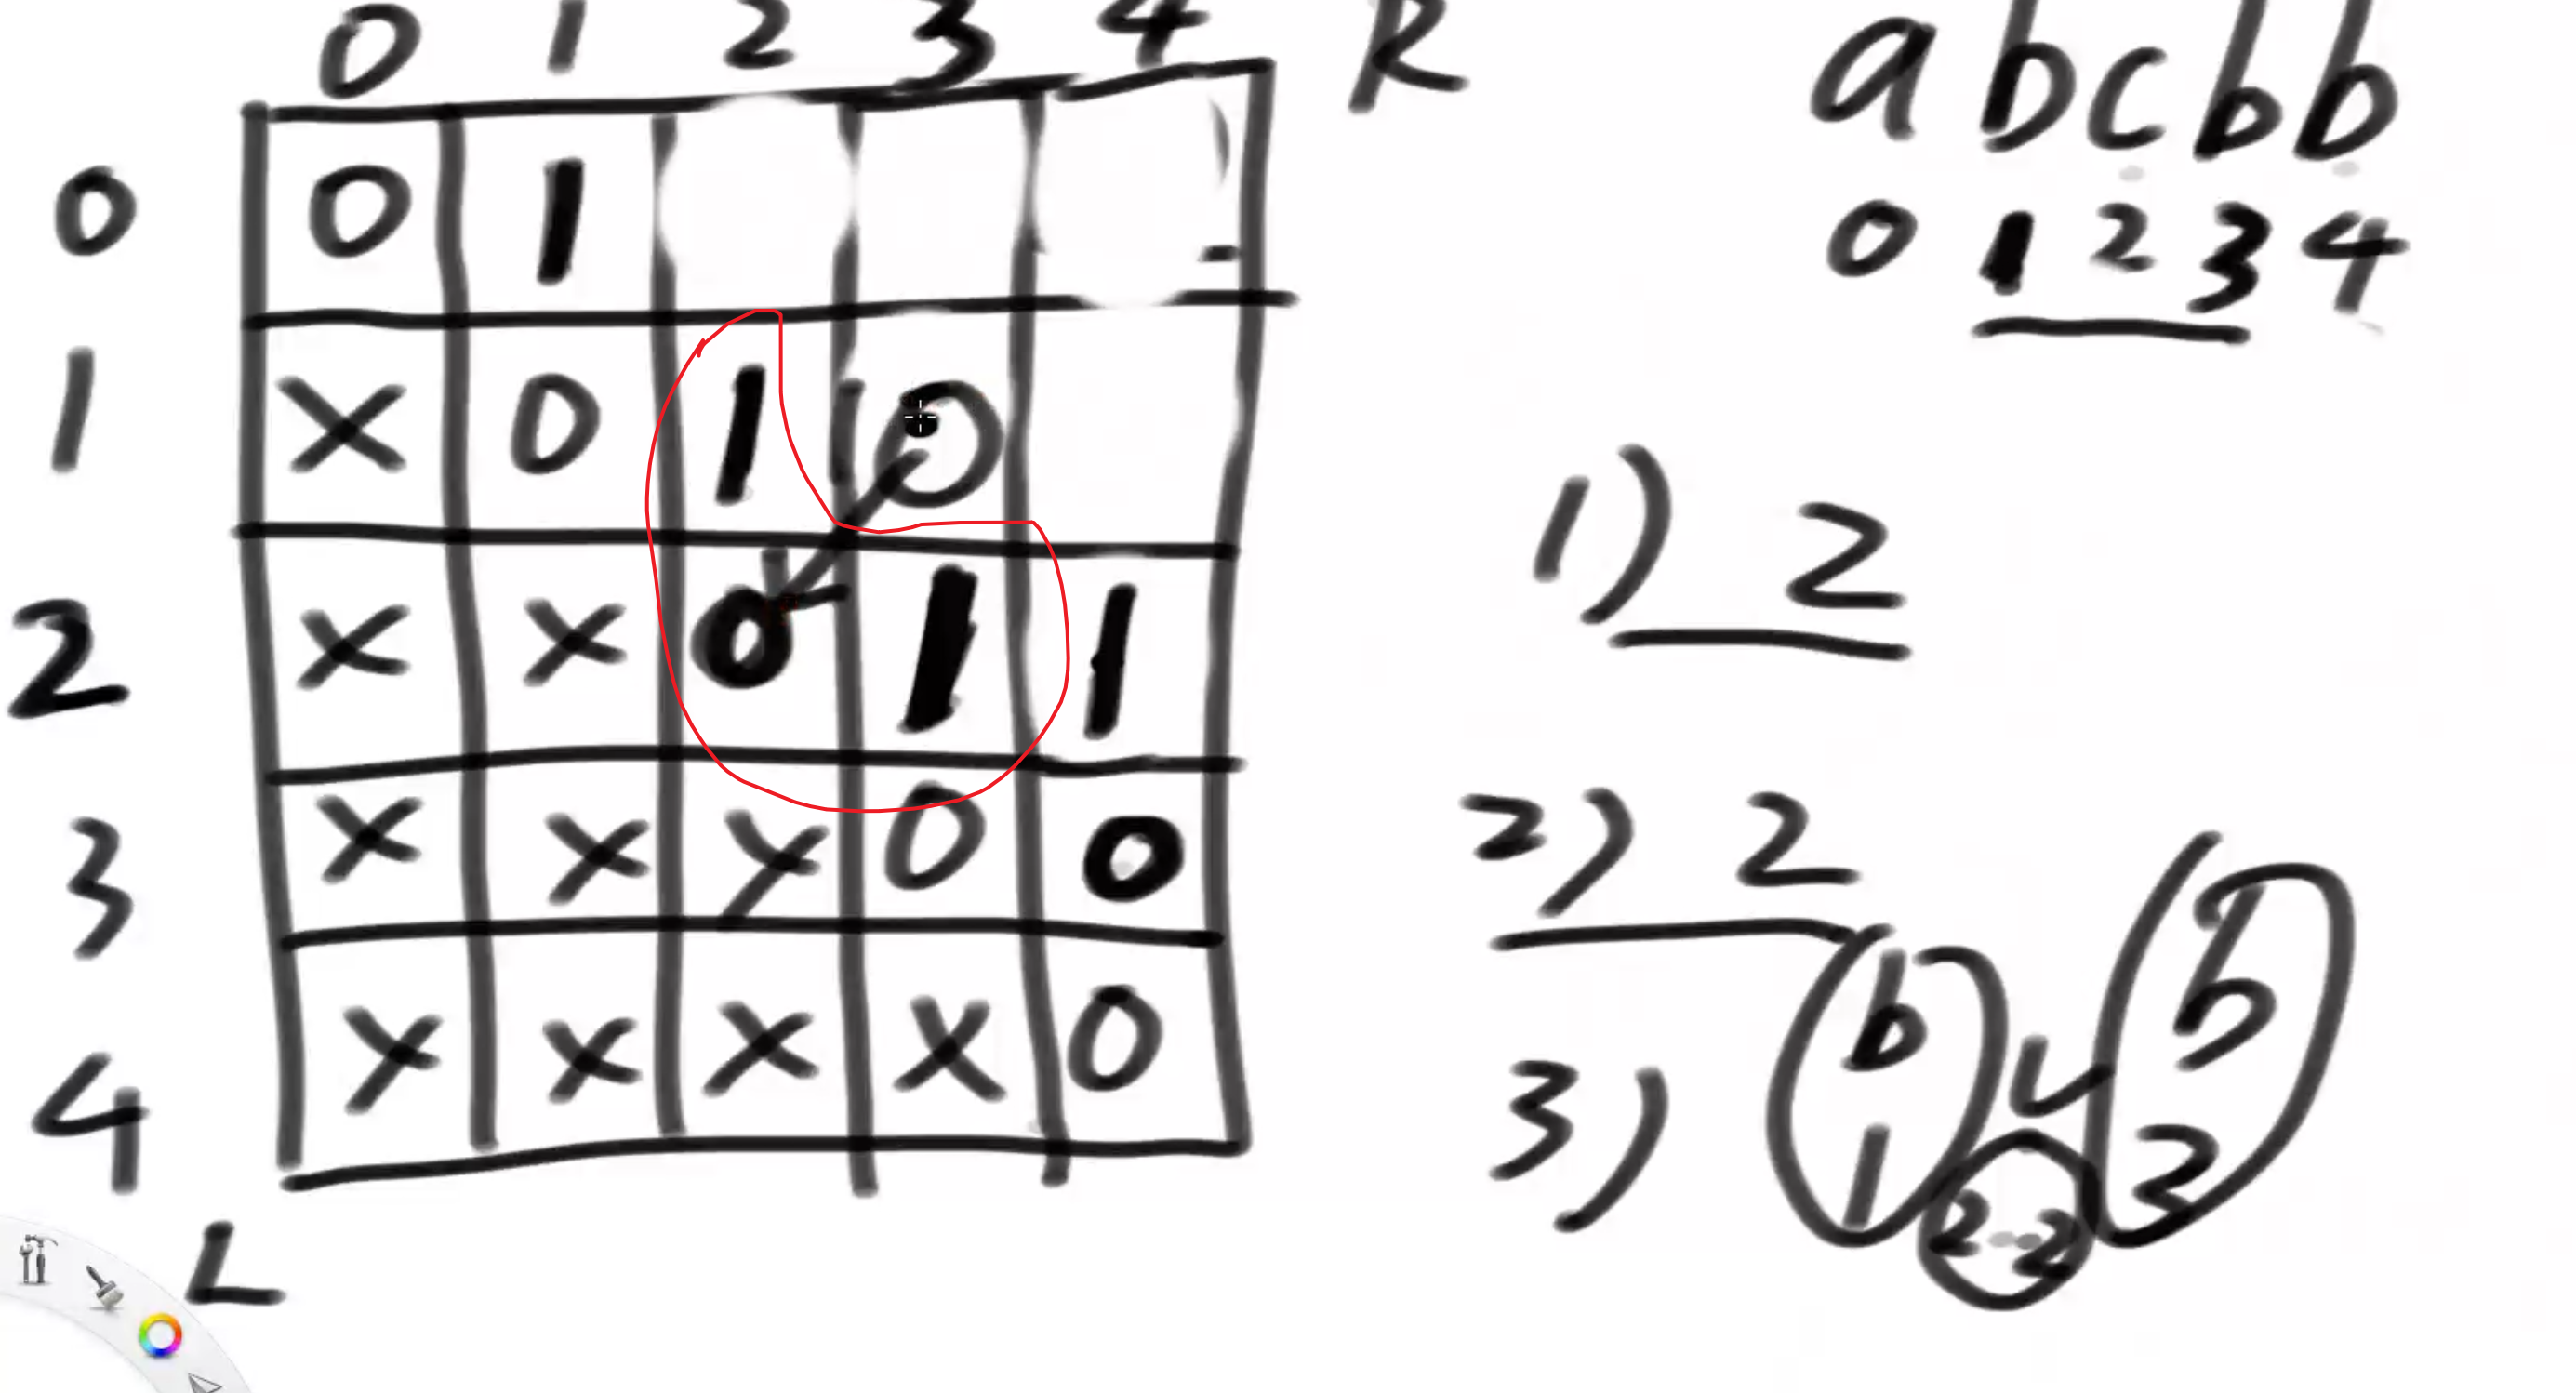 0 1 2 3 4 R
a b c b b
0 1 2 3 4
0 0 1
1 x 0 1 0
2 x x 0 1 1
3 x x x 0 0
4 x x x x 0
L
1) 2
2) 2
3) b b
1 3
2 2